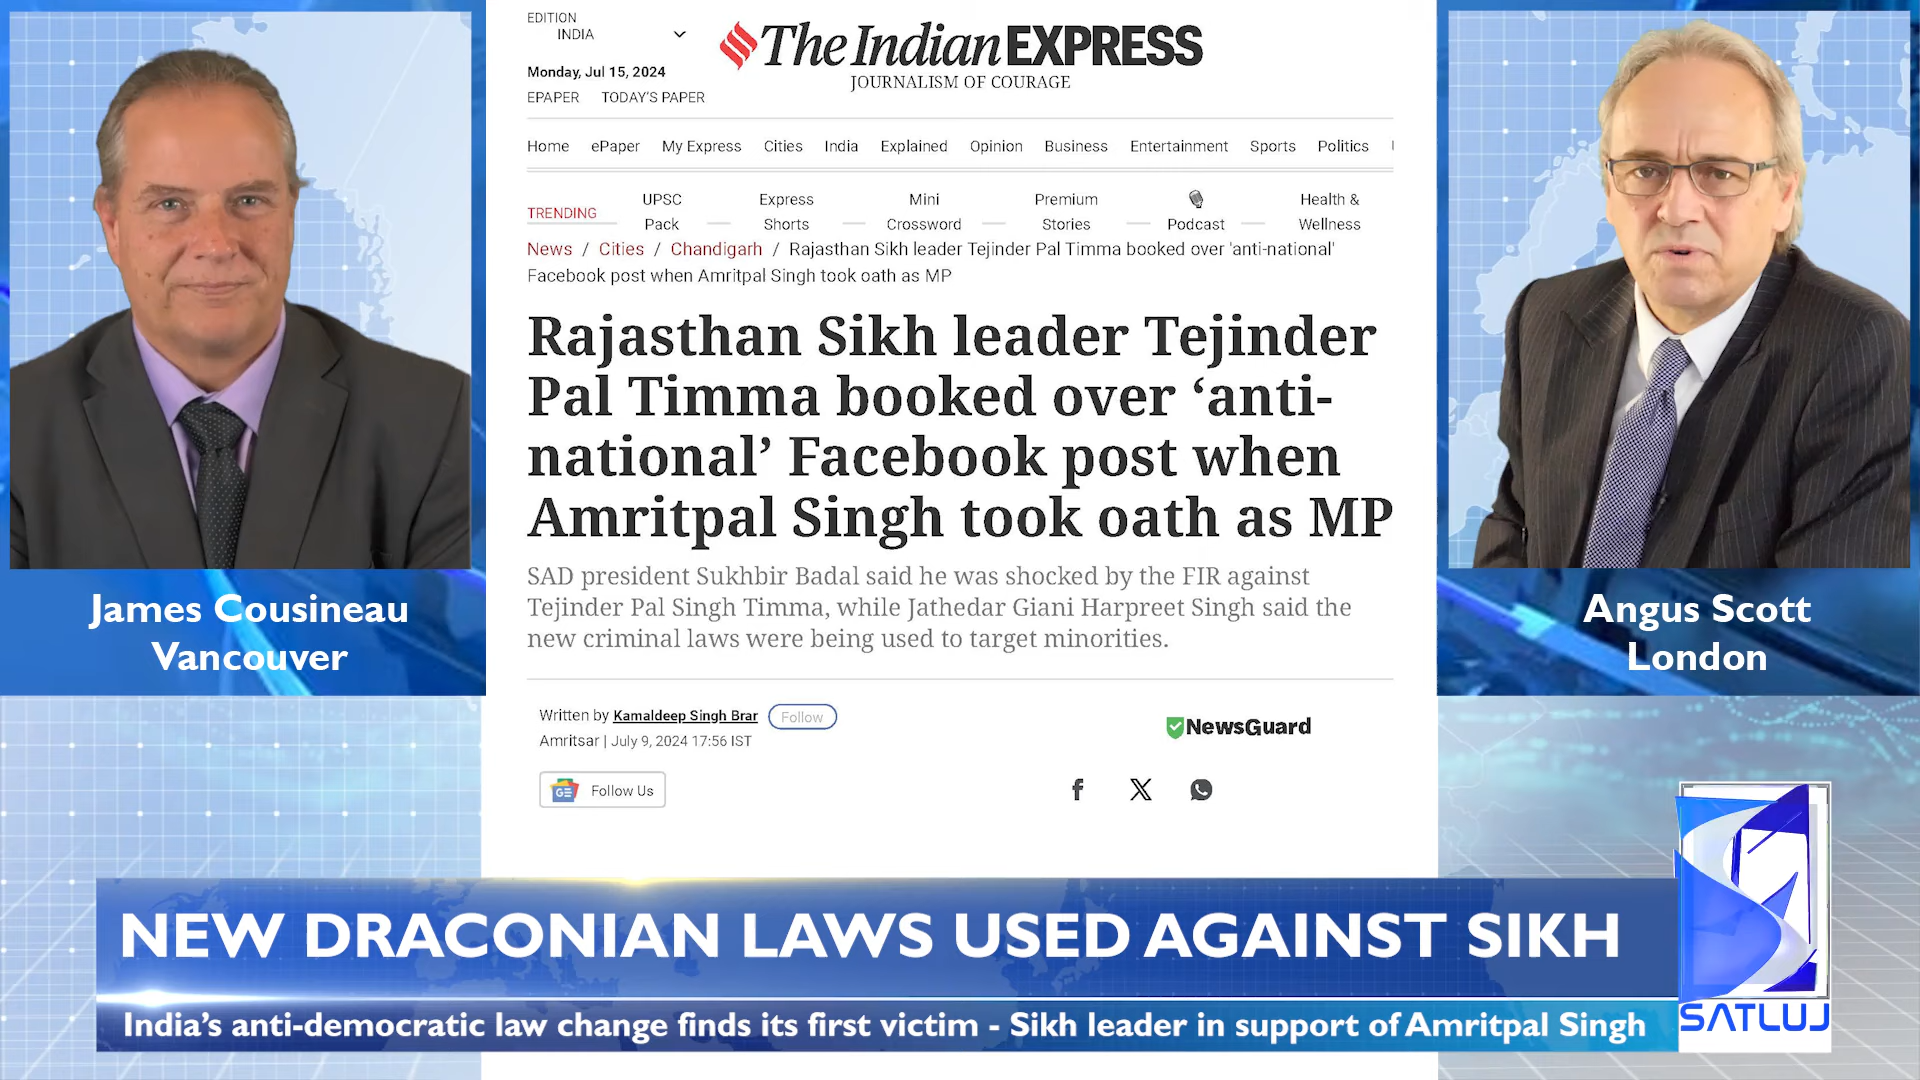 EDITION
INDIA
Monday, Jul 15, 2024
EPAPER TODAY'S PAPER
The Indian EXPRESS
JOURNALISM OF COURAGE
Home ePaper My Express Cities India Explained Opinion Business Entertainment Sports Politics
TRENDING
UPSC Pack
Express Shorts
Mini Crossword
Premium Stories
Podcast
Health & Wellness
News / Cities / Chandigarh / Rajasthan Sikh leader Tejinder Pal Timma booked over 'anti-national'
Facebook post when Amritpal Singh took oath as MP
Rajasthan Sikh leader Tejinder
Pal Timma booked over ‘anti-
national’ Facebook post when
Amritpal Singh took oath as MP
SAD president Sukhbir Badal said he was shocked by the FIR against
Tejinder Pal Singh Timma, while Jathedar Giani Harpreet Singh said the
new criminal laws were being used to target minorities.
Written by Kamaldeep Singh Brar Follow
Amritsar | July 9, 2024 17:56 IST
NewsGuard
GE Follow Us
James Cousineau
Vancouver
Angus Scott
London
NEW DRACONIAN LAWS USED AGAINST SIKH
India’s anti-democratic law change finds its first victim - Sikh leader in support of Amritpal Singh
SATLUJ